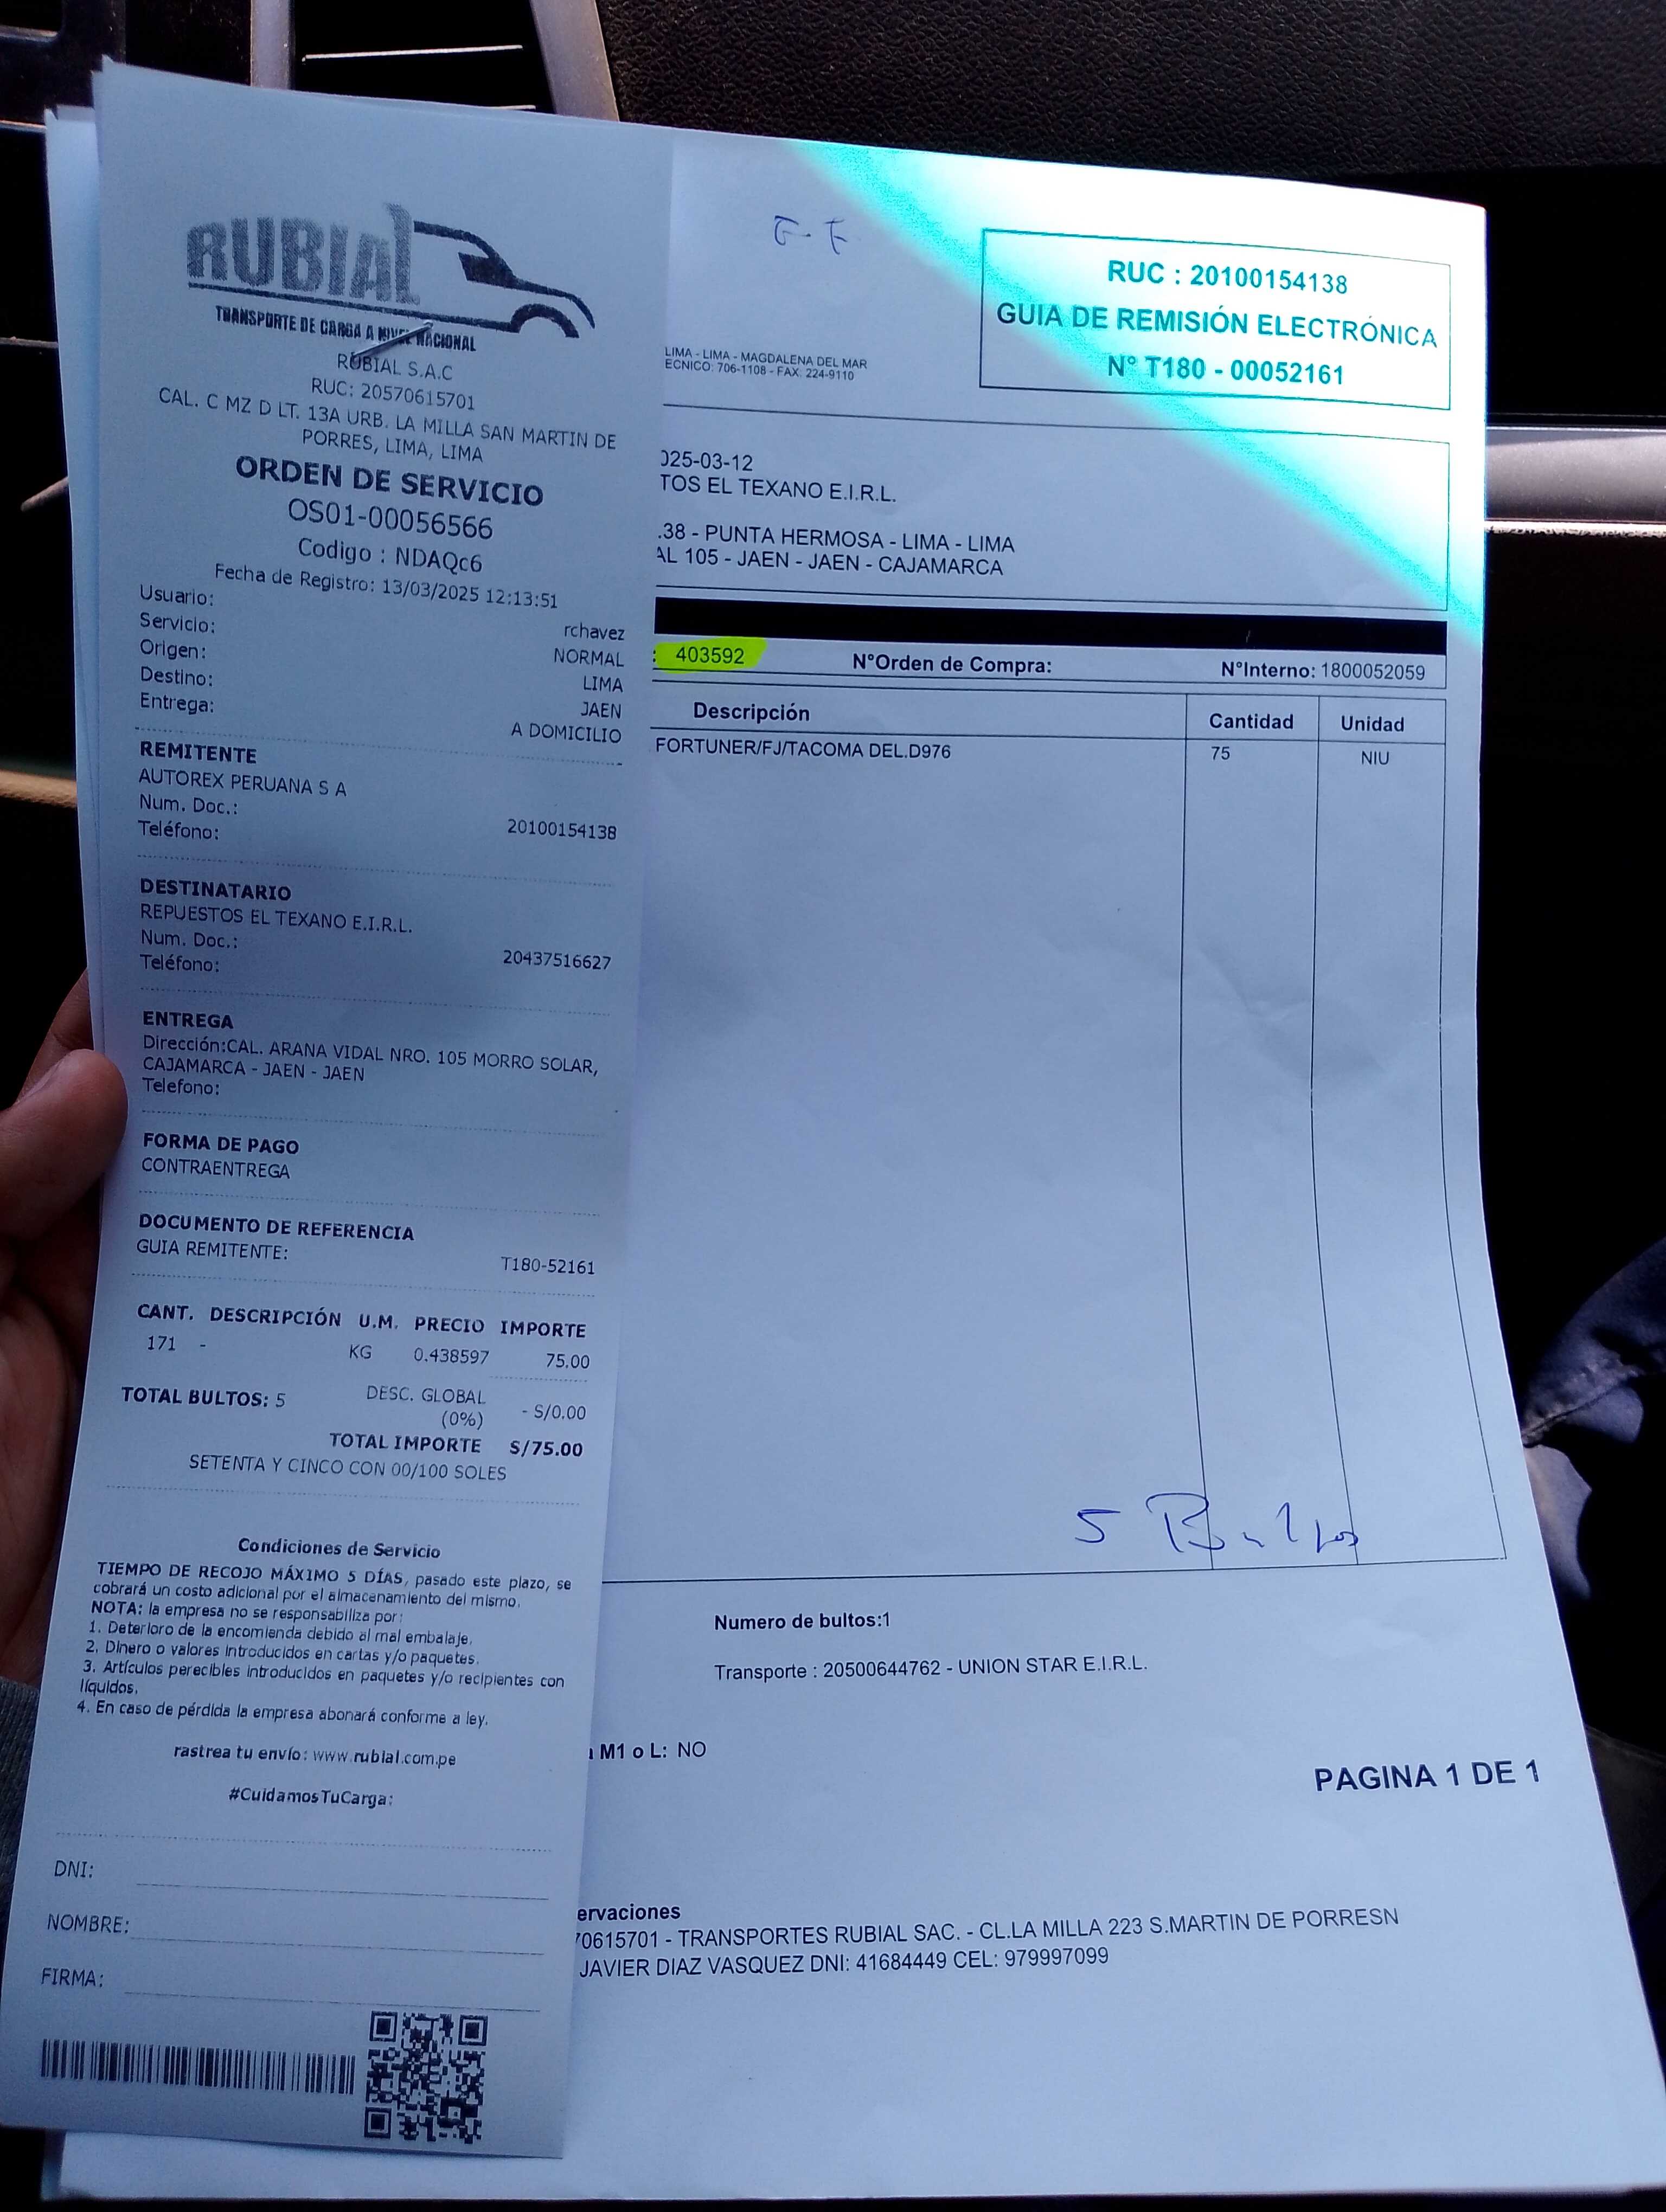 RUBIAL
TRANSPORTE DE CARGA A NIVEL NACIONAL
RUBIAL S.A.C
RUC: 20570615701
CAL. C MZ D LT. 13A URB. LA MILLA SAN MARTIN DE
PORRES, LIMA, LIMA
ORDEN DE SERVICIO
OS01-00056566
Codigo : NDAQc6
Fecha de Registro: 13/03/2025 12:13:51
Usuario: rchavez
Servicio: NORMAL
Origen: LIMA
Destino: JAEN
Entrega: A DOMICILIO
REMITENTE
AUTOREX PERUANA S A
Num. Doc.: 20100154138
Teléfono:
DESTINATARIO
REPUESTOS EL TEXANO E.I.R.L.
Num. Doc.: 20437516627
Teléfono:
ENTREGA
Dirección:CAL. ARANA VIDAL NRO. 105 MORRO SOLAR,
CAJAMARCA - JAEN - JAEN
Telefono:
FORMA DE PAGO
CONTRAENTREGA
DOCUMENTO DE REFERENCIA
GUIA REMITENTE: T180-52161
CANT. DESCRIPCIÓN U.M. PRECIO IMPORTE
171 - KG 0.438597 75.00
TOTAL BULTOS: 5 DESC. GLOBAL (0%) - S/0.00
TOTAL IMPORTE S/75.00
SETENTA Y CINCO CON 00/100 SOLES
Condiciones de Servicio
TIEMPO DE RECOJO MÁXIMO 5 DÍAS, pasado este plazo, se
cobrará un costo adicional por el almacenamiento del mismo.
NOTA: la empresa no se responsabiliza por:
1. Deterioro de la encomienda debido al mal embalaje.
2. Dinero o valores introducidos en cartas y/o paquetes.
3. Artículos perecibles introducidos en paquetes y/o recipientes con
líquidos.
4. En caso de pérdida la empresa abonará conforme a ley.
rastrea tu envío: www.rubial.com.pe
#CuidamosTuCarga:
DNI:
NOMBRE:
FIRMA:
RUC : 20100154138
GUIA DE REMISIÓN ELECTRÓNICA
N° T180 - 00052161
LIMA - LIMA - MAGDALENA DEL MAR
ECNICO: 706-1108 - FAX: 224-9110
025-03-12
TOS EL TEXANO E.I.R.L.
.38 - PUNTA HERMOSA - LIMA - LIMA
AL 105 - JAEN - JAEN - CAJAMARCA
: 403592 N°Orden de Compra: N°Interno: 1800052059
Descripción Cantidad Unidad
FORTUNER/FJ/TACOMA DEL.D976 75 NIU
5 Bultos
Numero de bultos:1
Transporte : 20500644762 - UNION STAR E.I.R.L.
M1 o L: NO
PAGINA 1 DE 1
ervaciones
70615701 - TRANSPORTES RUBIAL SAC. - CL.LA MILLA 223 S.MARTIN DE PORRESN
JAVIER DIAZ VASQUEZ DNI: 41684449 CEL: 979997099